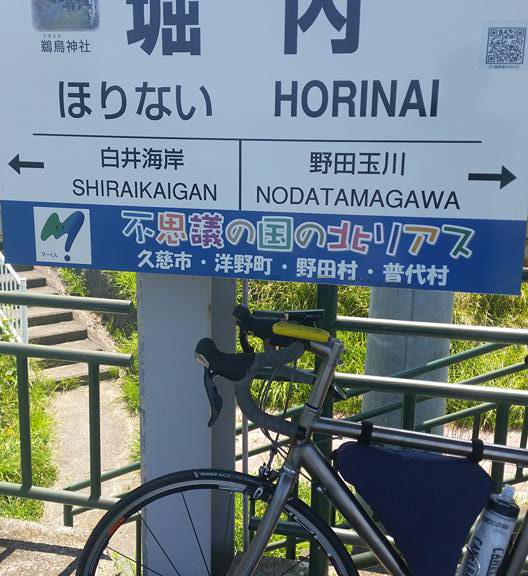 堀内
鵜鳥神社
ほりない HORINAI
白井海岸 野田玉川
SHIRAIKAIGAN NODATAMAGAWA
不思議の国の北リアス
久慈市・洋野町・野田村・普代村